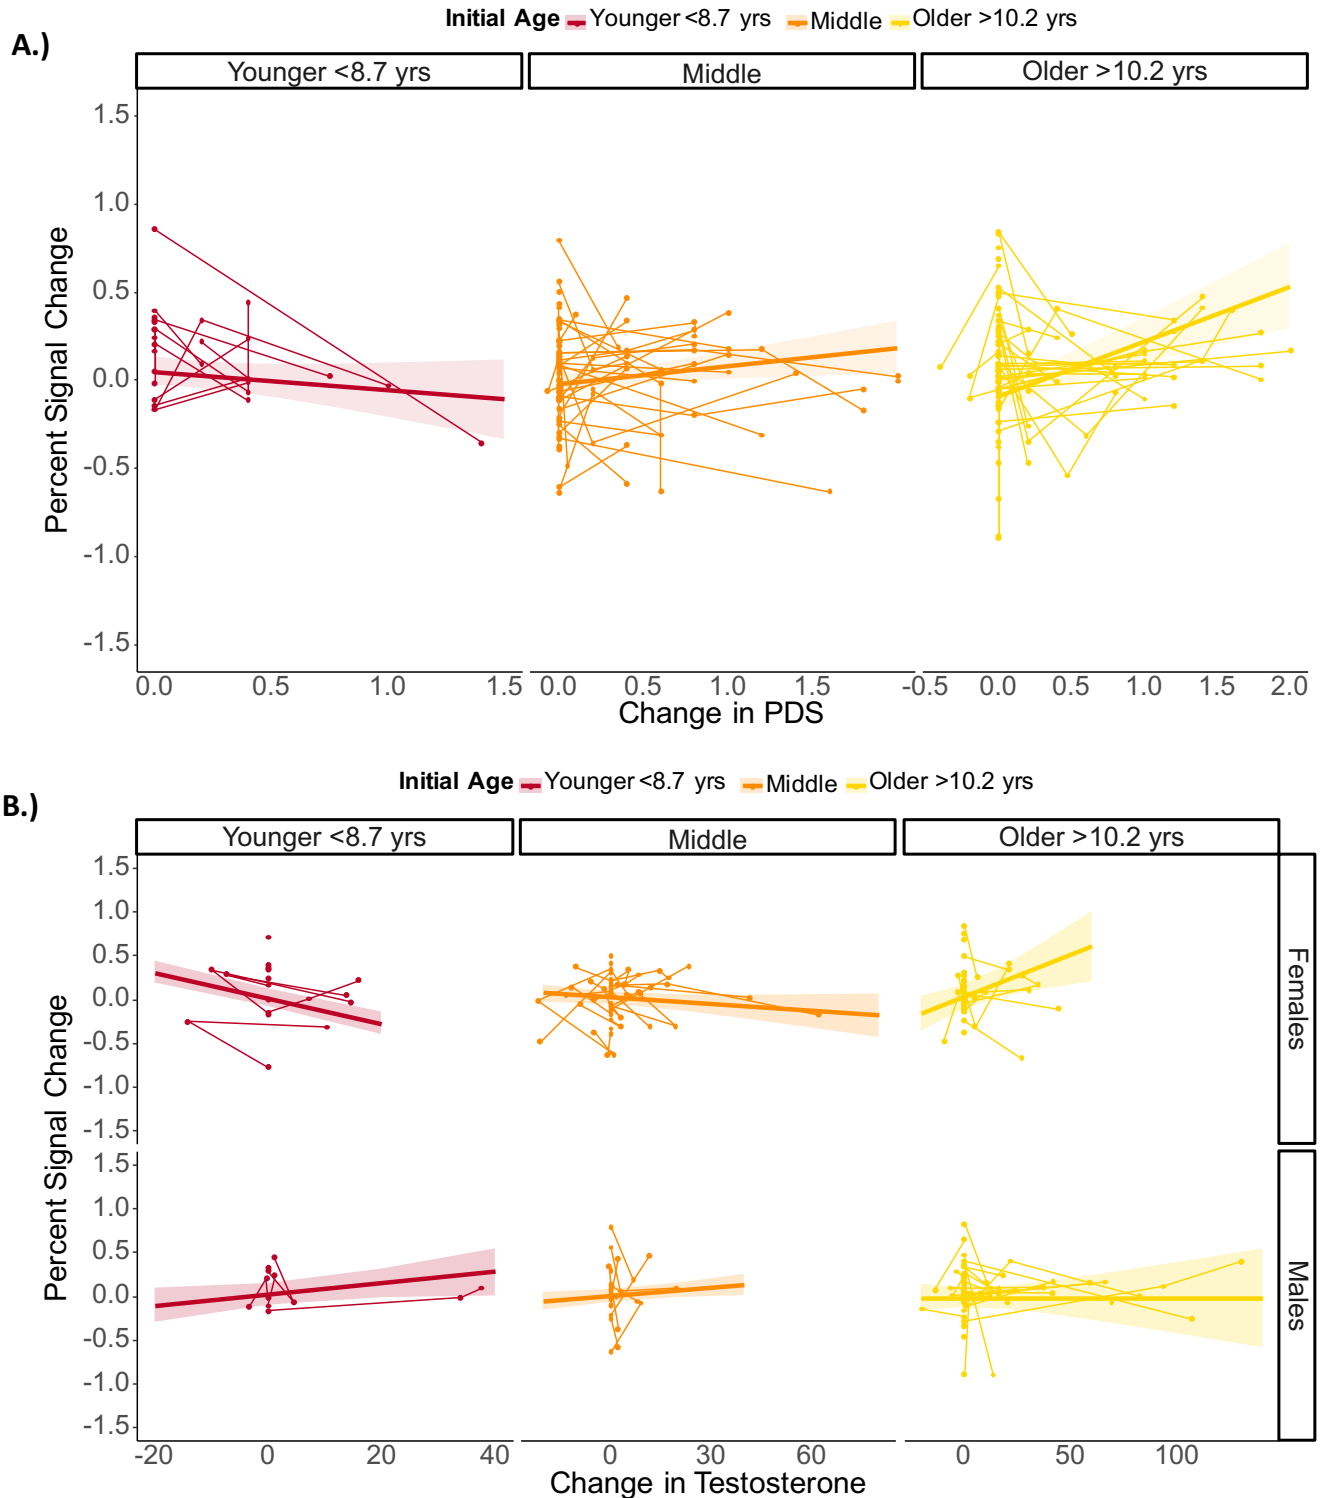 Initial Age Younger <8.7 yrs Middle Older >10.2 yrs
A.)
Younger <8.7 yrs Middle Older >10.2 yrs
1.5
1.0
0.5
0.0
-0.5
-1.0
-1.5
Percent Signal Change
0.0 0.5 1.0 1.5 0.0 0.5 1.0 1.5 -0.5 0.0 0.5 1.0 1.5 2.0
Change in PDS
Initial Age Younger <8.7 yrs Middle Older >10.2 yrs
B.)
Younger <8.7 yrs Middle Older >10.2 yrs
1.5
1.0
0.5
0.0
-0.5
-1.0
-1.5
Females
Percent Signal Change
1.5
1.0
0.5
0.0
-0.5
-1.0
-1.5
Males
-20 0 20 40 0 30 60 0 50 100
Change in Testosterone